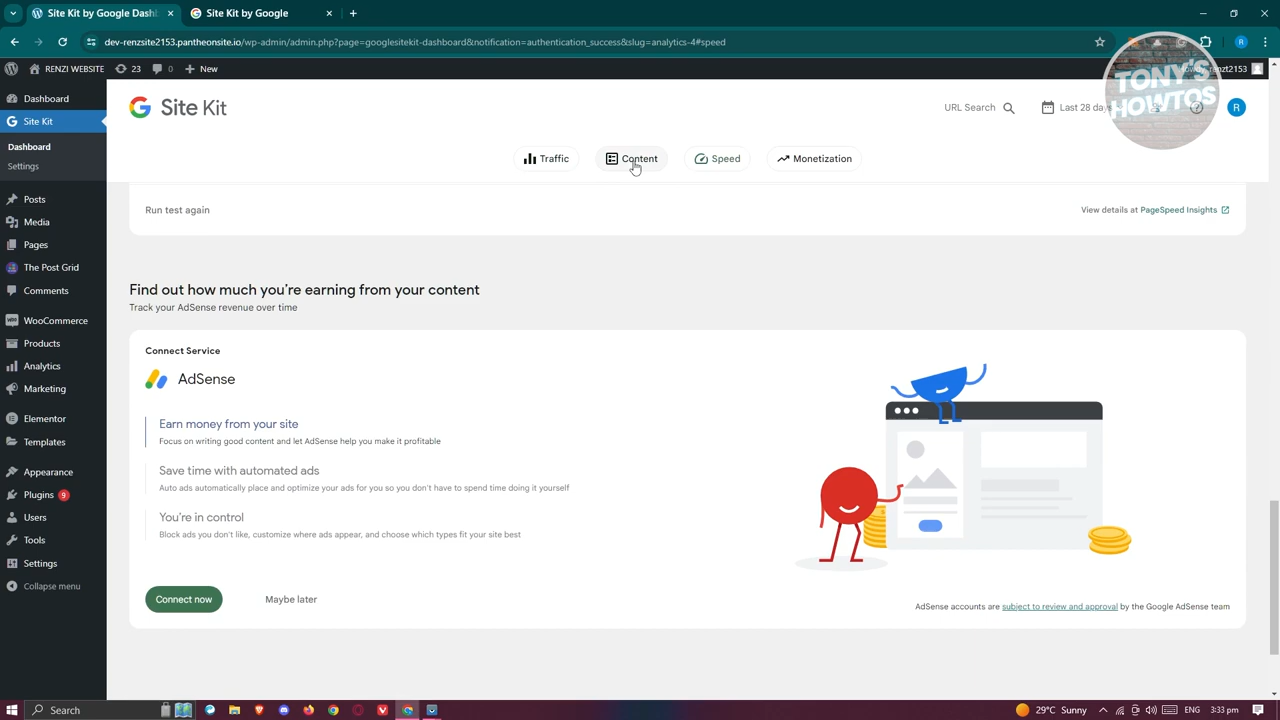 Site Kit by Google Dashb
Site Kit by Google
dev-renzsite2153.pantheonsite.io/wp-admin/admin.php?page=googlesitekit-dashboard&notification=authentication_success&slug=analytics-4#speed
R
RENZI WEBSITE
23
0
New
renzt2153
TONY'S
HOWTOS
Dashboard
Site Kit
Dashboard
Settings
Posts
Media
Pages
The Post Grid
Comments
WooCommerce
Products
Analytics
Marketing
Elementor
Templates
Appearance
Plugins 9
Users
Tools
Settings
Collapse menu
Site Kit
URL Search
Last 28 days
R
Traffic
Content
Speed
Monetization
Run test again
View details at PageSpeed Insights
Find out how much you're earning from your content
Track your AdSense revenue over time
Connect Service
AdSense
Earn money from your site
Focus on writing good content and let AdSense help you make it profitable
Save time with automated ads
Auto ads automatically place and optimize your ads for you so you don't have to spend time doing it yourself
You're in control
Block ads you don't like, customize where ads appear, and choose which types fit your site best
Connect now
Maybe later
AdSense accounts are subject to review and approval by the Google AdSense team
Search
29°C Sunny
ENG
3:33 pm